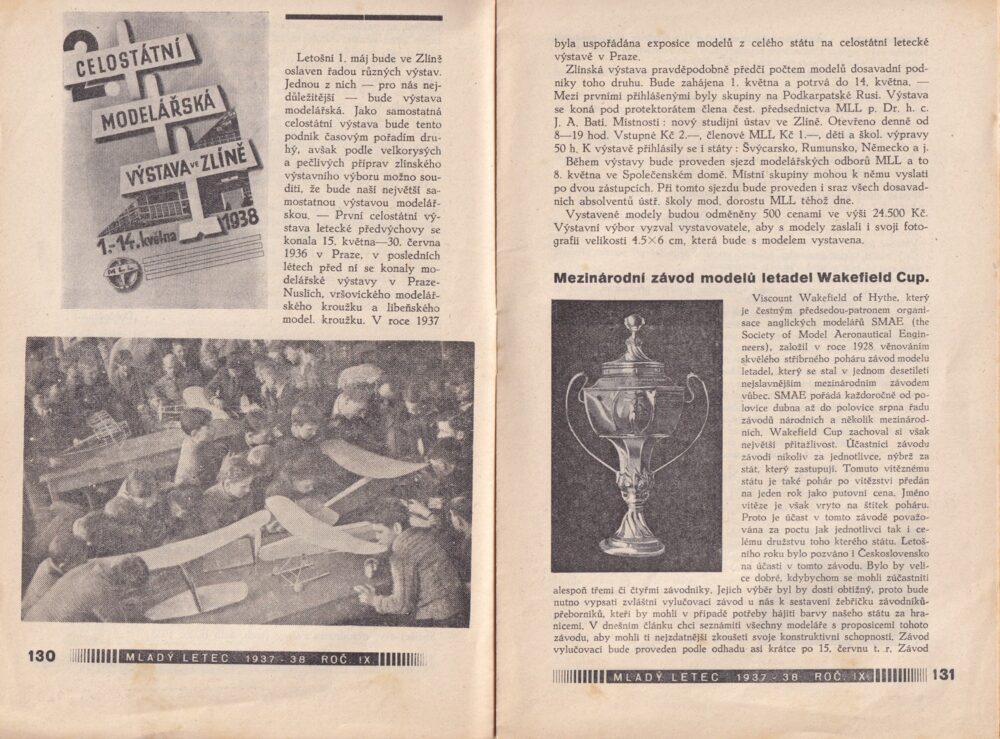 2.
CELOSTÁTNÍ
MODELÁŘSKÁ
VÝSTAVA VE ZLÍNĚ
1.-14. května 1938
MLL
Letošní 1. máj bude ve Zlíně
oslaven řadou různých výstav.
Jednou z nich — pro nás nej-
důležitější — bude výstava
modelářská. Jako samostatná
celostátní výstava bude tento
podnik časovým pořadím dru-
hý, avšak podle velkorysých
a pečlivých příprav zlínského
výstavního výboru možno sou-
diti, že bude naší největší sa-
mostatnou výstavou modelář-
skou. — První celostátní vý-
stava letecké předvýchovy se
konala 15. května—30. června
1936 v Praze, v posledních
létech před ní se konaly mo-
delářské výstavy v Praze-
Nuslích, vršovického modelář-
ského kroužku a libeňského
model. kroužku. V roce 1937
130 MLADÝ LETEC 1937-38 ROČ. IX
byla uspořádána exposice modelů z celého státu na celostátní letecké
výstavě v Praze.
Zlínská výstava pravděpodobně předčí počtem modelů dosavadní pod-
niky toho druhu. Bude zahájena 1. května a potrvá do 14. května. —
Mezi prvními přihlášenými byly skupiny na Podkarpatské Rusi. Výstava
se koná pod protektorátem člena čest. předsednictva MLL p. Dr. h. c.
J. A. Bati. Místnosti: nový studijní ústav ve Zlíně. Otevřeno denně od
8—19 hod. Vstupné Kč 2.—, členové MLL Kč 1.—, děti a škol. výpravy
50 h. K výstavě přihlásily se i státy: Švýcarsko, Rumunsko, Německo a j.
Během výstavy bude proveden sjezd modelářských odborů MLL a to
8. května ve Společenském domě. Místní skupiny mohou k němu vyslati
po dvou zástupcích. Při tomto sjezdu bude proveden i sraz všech dosavad-
ních absolventů ústř. školy mod. dorostu MLL téhož dne.
Vystavené modely budou odměněny 500 cenami ve výši 24.500 Kč.
Výstavní výbor vyzval vystavovatele, aby s modely zaslali i svoji foto-
grafii velikosti 4.5×6 cm, která bude s modelem vystavena.
Mezinárodní závod modelů letadel Wakefield Cup.
Viscount Wakefield of Hythe, který
je čestným předsedou-patronem organi-
sace anglických modelářů SMAE (the
Society of Model Aeronautical Engin-
neers), založil v roce 1928 věnováním
skvělého stříbrného poháru závod modelu
letadel, který se stal v jednom desetiletí
nejslavnějším mezinárodním závodem
vůbec. SMAE pořádá každoročně od po-
lovice dubna až do polovice srpna řadu
závodů národních a několik mezinárod-
ních. Wakefield Cup zachoval si však
největší přitažlivost. Účastníci závodu
závodí nikoliv za jednotlivce, nýbrž za
stát, který zastupují. Tomuto vítěznému
státu je také pohár po vítězství předán
na jeden rok jako putovní cena. Jméno
vítěze je však vryto na štítek poháru.
Proto je účast v tomto závodě považo-
vána za poctu jak jednotlivci tak i ce-
lému družstvu toho kterého státu. Letoš-
ního roku bylo pozváno i Československo
na účasti v tomto závodu. Bylo by veli-
ce dobré, kdybychom se mohli zúčastniti
alespoň třemi či čtyřmi závodníky. Jejich výběr byl by dosti obtížný, proto bude
nutno vypsati zvláštní vylučovací závod u nás k sestavení žebříčku závodníků-
přeborníků, kteří by mohli v případě potřeby hájiti barvy našeho státu za hra-
nicemi. V dnešním článku chci seznámiti všechny modeláře s proposicemi tohoto
závodu, aby mohli ti nejzdatnější zkoušeti svoje konstruktivní schopnosti. Závod
vylučovací bude proveden podle odhadu asi krátce po 15. červnu t. r. Závod
MLADÝ LETEC 1937-38 ROČ. IX 131